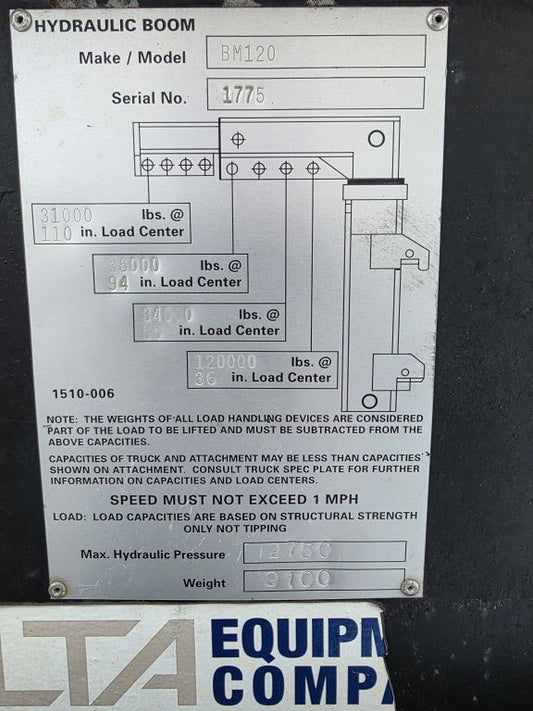 HYDRAULIC BOOM
Make / Model BM120
Serial No. 1775
31000 lbs. @
110 in. Load Center
36000 lbs. @
94 in. Load Center
lbs. @
in. Load Center
120000 lbs. @
36 in. Load Center
1510-006
NOTE: THE WEIGHTS OF ALL LOAD HANDLING DEVICES ARE CONSIDERED
PART OF THE LOAD TO BE LIFTED AND MUST BE SUBTRACTED FROM THE
ABOVE CAPACITIES.
CAPACITIES OF TRUCK AND ATTACHMENT MAY BE LESS THAN CAPACITIES
SHOWN ON ATTACHMENT. CONSULT TRUCK SPEC PLATE FOR FURTHER
INFORMATION ON CAPACITIES AND LOAD CENTERS.
SPEED MUST NOT EXCEED 1 MPH
LOAD: LOAD CAPACITIES ARE BASED ON STRUCTURAL STRENGTH
ONLY NOT TIPPING
Max. Hydraulic Pressure
Weight 9100
LTA EQUIPM
COMPA